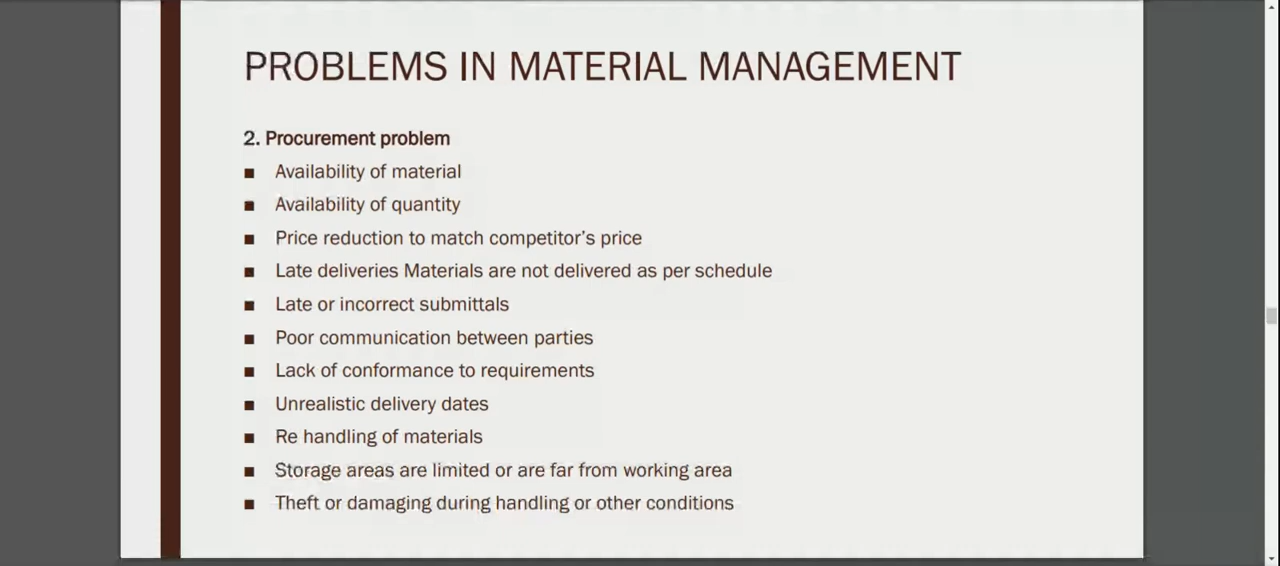 PROBLEMS IN MATERIAL MANAGEMENT
2. Procurement problem
■ Availability of material
■ Availability of quantity
■ Price reduction to match competitor's price
■ Late deliveries Materials are not delivered as per schedule
■ Late or incorrect submittals
■ Poor communication between parties
■ Lack of conformance to requirements
■ Unrealistic delivery dates
■ Re handling of materials
■ Storage areas are limited or are far from working area
■ Theft or damaging during handling or other conditions